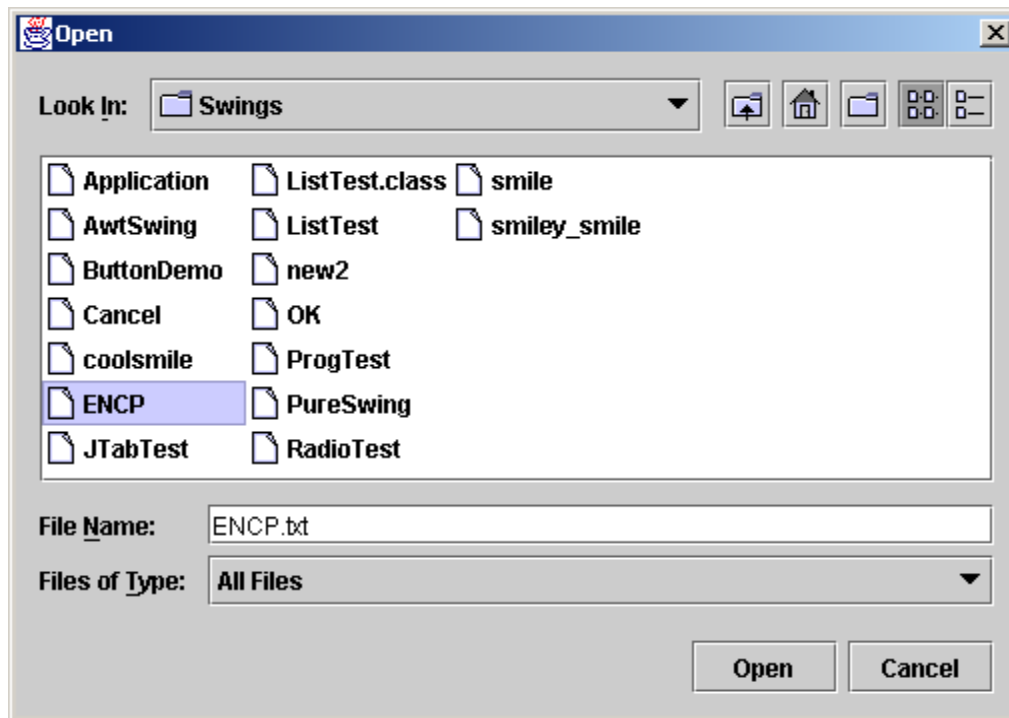 Open
Look In: Swings
Application ListTest.class smile
AwtSwing ListTest smiley_smile
ButtonDemo new2
Cancel OK
coolsmile ProgTest
ENCP PureSwing
JTabTest RadioTest
File Name: ENCP.txt
Files of Type: All Files
Open Cancel